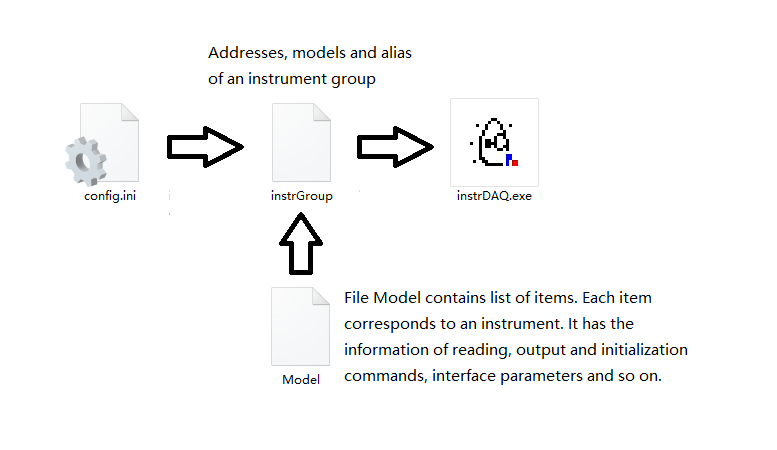 Addresses, models and alias
of an instrument group
config.ini
instrGroup
instrDAQ.exe
File Model contains list of items. Each item
corresponds to an instrument. It has the
information of reading, output and initialization
commands, interface parameters and so on.
Model